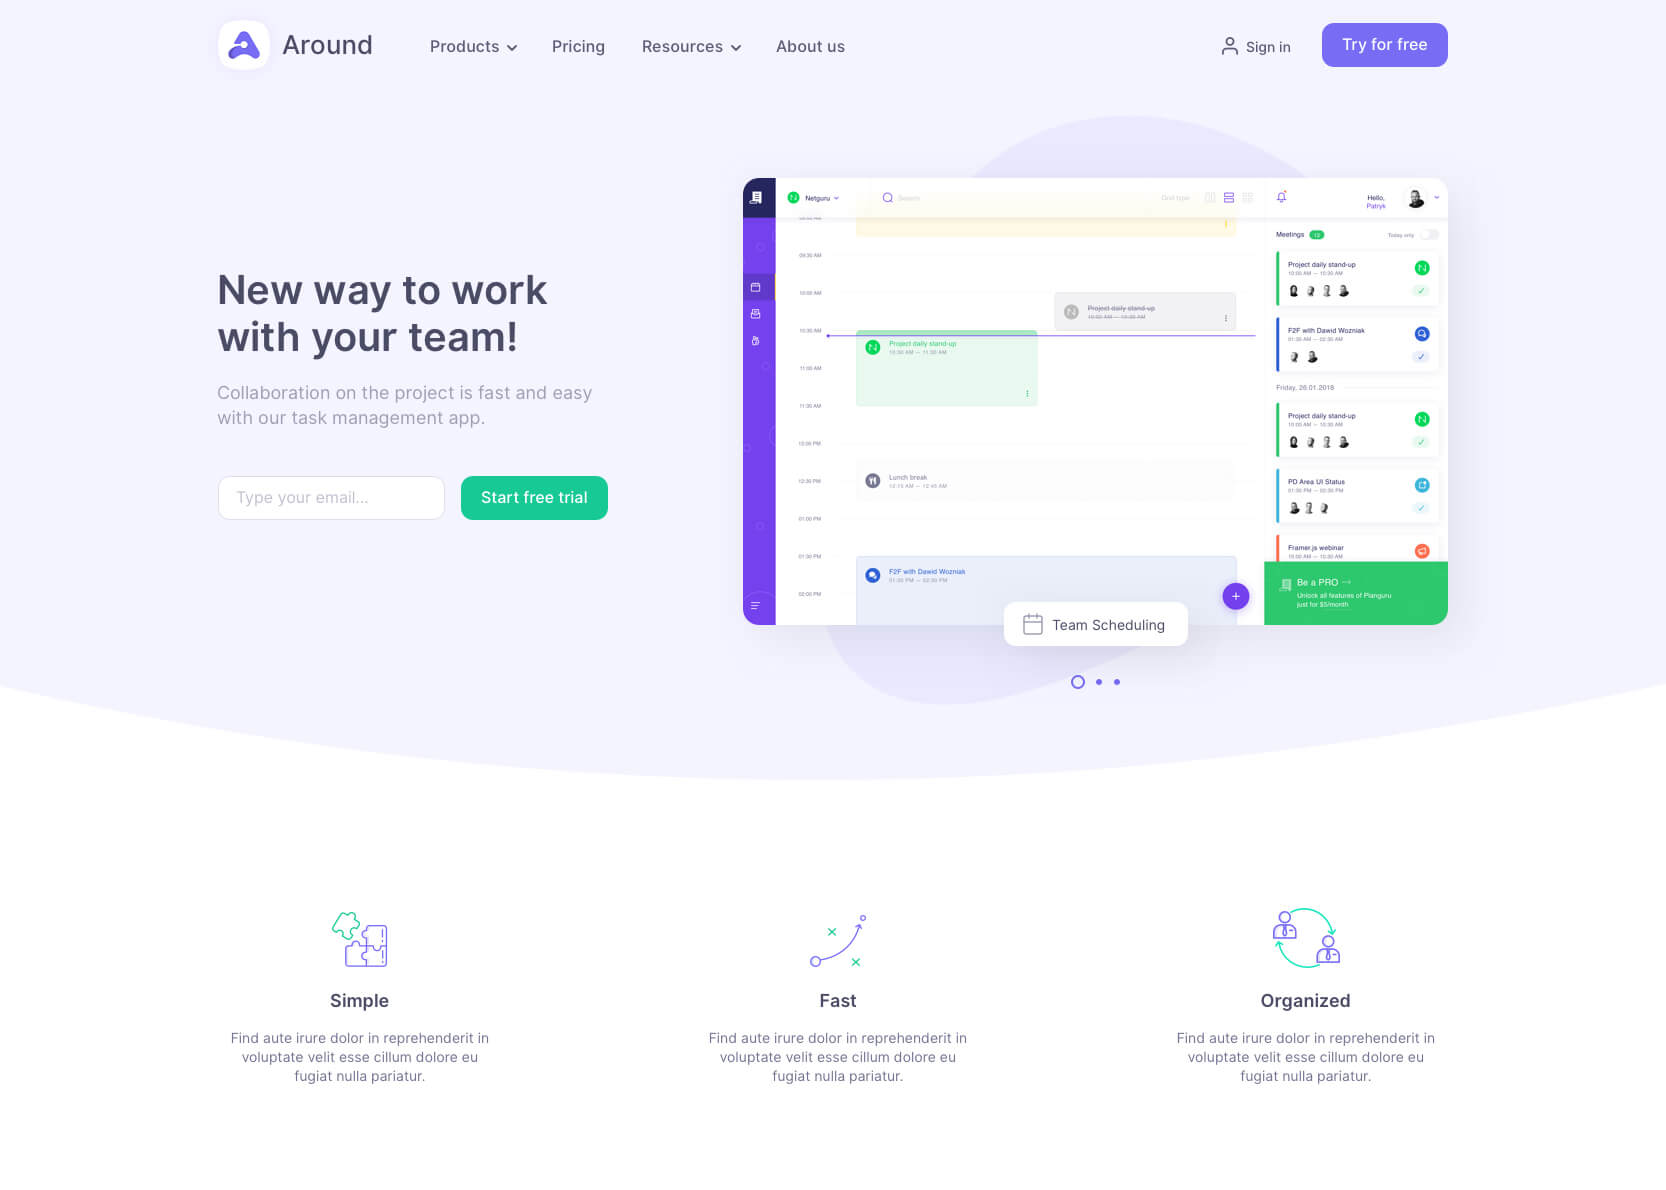 Around
Products
Pricing
Resources
About us
Sign in
Try for free
New way to work
with your team!
Collaboration on the project is fast and easy
with our task management app.
Type your email...
Start free trial
Netguru
Search
Grid type
Hello,
Patryk
09:30 AM
10:00 AM
10:30 AM
11:00 AM
11:30 AM
12:00 PM
12:30 PM
01:00 PM
01:30 PM
02:00 PM
Project daily stand-up
10:00 AM — 10:30 AM
Project daily stand-up
10:30 AM — 11:30 AM
Lunch break
12:15 AM — 12:45 AM
F2F with Dawid Wozniak
01:30 PM — 02:30 PM
Meetings
Today only
Project daily stand-up
10:00 AM — 10:30 AM
F2F with Dawid Wozniak
01:30 AM — 02:30 AM
Friday, 26.01.2018
Project daily stand-up
10:00 AM — 10:30 AM
PD Area UI Status
01:30 PM — 02:30 PM
Framer.js webinar
10:00 AM — 10:30 AM
Be a PRO →
Unlock all features of Planguru
just for $5/month
Team Scheduling
Simple
Find aute irure dolor in reprehenderit in
voluptate velit esse cillum dolore eu
fugiat nulla pariatur.
Fast
Find aute irure dolor in reprehenderit in
voluptate velit esse cillum dolore eu
fugiat nulla pariatur.
Organized
Find aute irure dolor in reprehenderit in
voluptate velit esse cillum dolore eu
fugiat nulla pariatur.